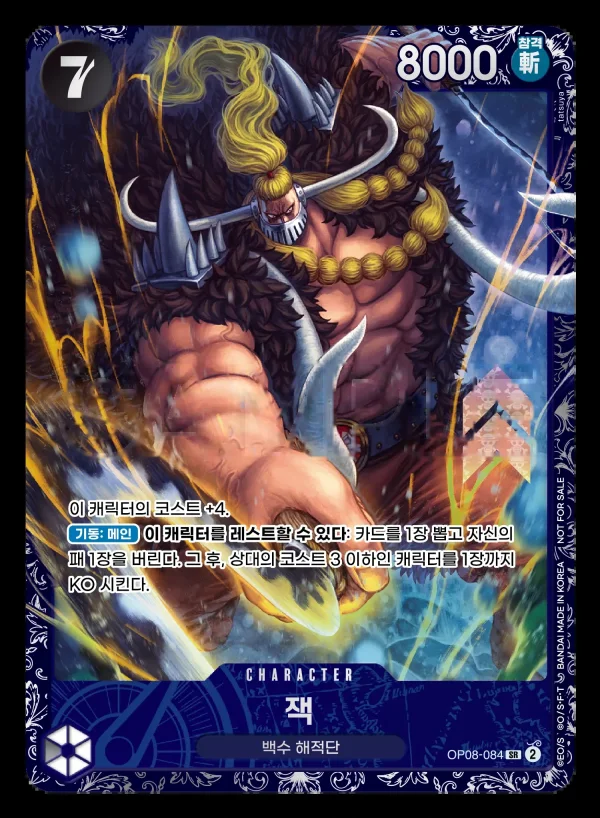 7
8000
참격
斬
tatsuya
이 캐릭터의 코스트 +4.
기동: 메인 이 캐릭터를 레스트할 수 있다: 카드를 1장 뽑고 자신의
패 1장을 버린다. 그 후, 상대의 코스트 3 이하인 캐릭터를 1장까지
KO 시킨다.
CHARACTER
잭
백수 해적단
OP08-084 SR 2
©EO/S ©O/S·F·T BANDAI MADE IN KOREA NOT FOR SALE